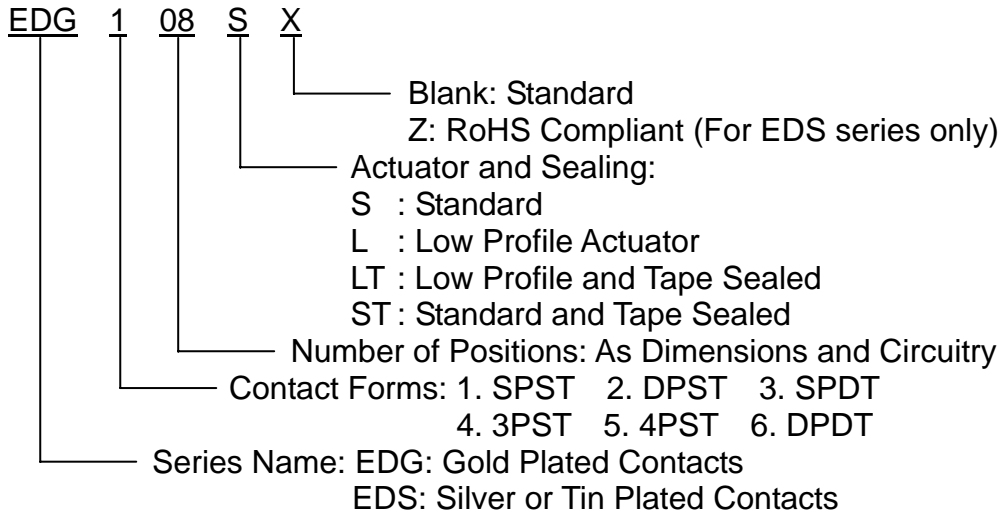 EDG 1 08 S X
Blank: Standard
Z: RoHS Compliant (For EDS series only)
Actuator and Sealing:
S : Standard
L : Low Profile Actuator
LT : Low Profile and Tape Sealed
ST : Standard and Tape Sealed
Number of Positions: As Dimensions and Circuitry
Contact Forms: 1. SPST 2. DPST 3. SPDT
4. 3PST 5. 4PST 6. DPDT
Series Name: EDG: Gold Plated Contacts
EDS: Silver or Tin Plated Contacts